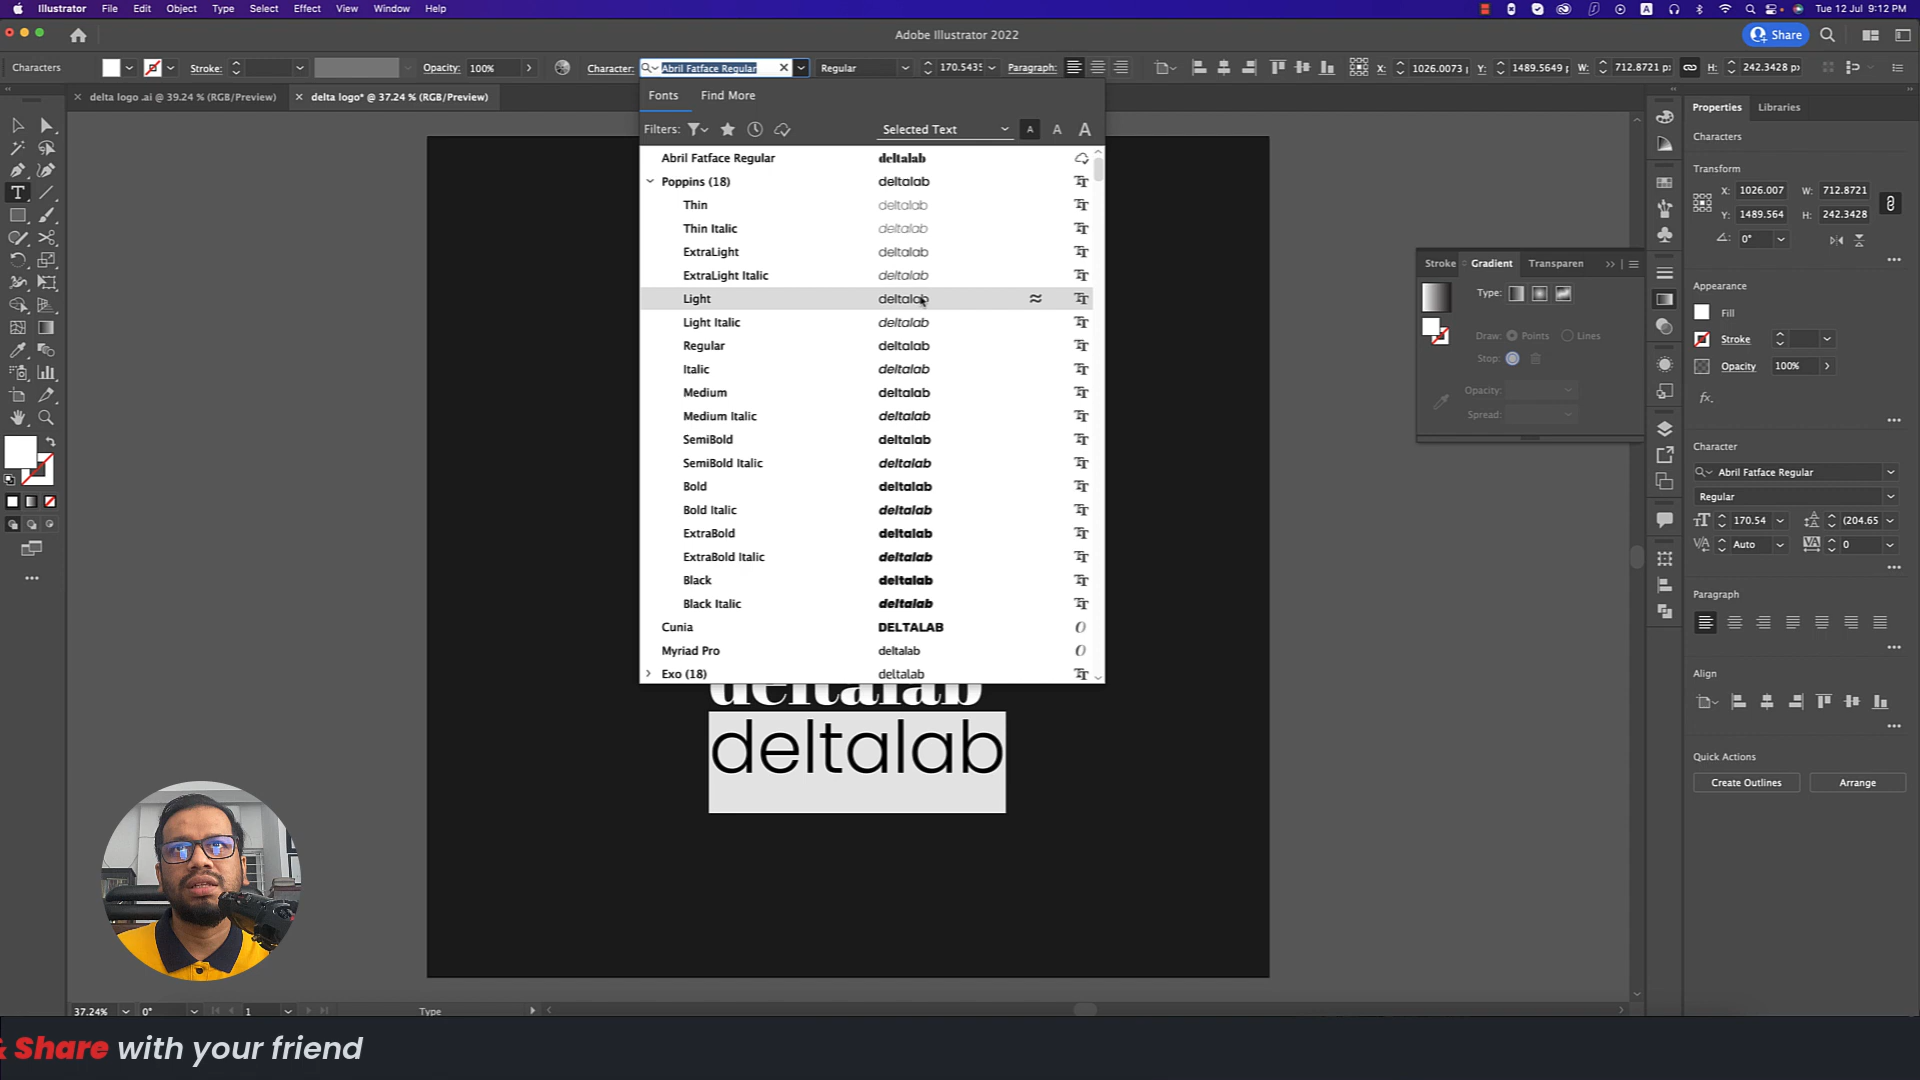 Illustrator File Edit Object Type Select Effect View Window Help
A Tue 12 Jul 9:12 PM
Adobe Illustrator 2022
Share
Characters Stroke: Opacity: 100% Character: Abril Fatface Regular Regular 170.543 Paragraph: X: 1026.0073 Y: 1489.5649 W: 712.8721 p H: 242.3428 p
delta logo .ai @ 39.24 % (RGB/Preview) delta logo* @ 37.24 % (RGB/Preview)
Fonts Find More
Filters: Selected Text A A A
Abril Fatface Regular deltalab
Poppins (18) deltalab
Thin deltalab
Thin Italic deltalab
ExtraLight deltalab
ExtraLight Italic deltalab
Light deltalab
Light Italic deltalab
Regular deltalab
Italic deltalab
Medium deltalab
Medium Italic deltalab
SemiBold deltalab
SemiBold Italic deltalab
Bold deltalab
Bold Italic deltalab
ExtraBold deltalab
ExtraBold Italic deltalab
Black deltalab
Black Italic deltalab
Cunia DELTALAB
Myriad Pro deltalab
Exo (18) deltalab
deltalab
deltalab
Stroke Gradient Transparen
Type:
Draw: Points Lines
Stop:
Opacity:
Spread:
Properties Libraries
Characters
Transform
X: 1026.007 W: 712.8721
Y: 1489.564 H: 242.3428
0°
Appearance
Fill
Stroke
Opacity 100%
fx.
Character
Abril Fatface Regular
Regular
170.54 (204.65
Auto 0
Paragraph
Align
Quick Actions
Create Outlines Arrange
37.24% 0° 1 Type
& Share with your friend